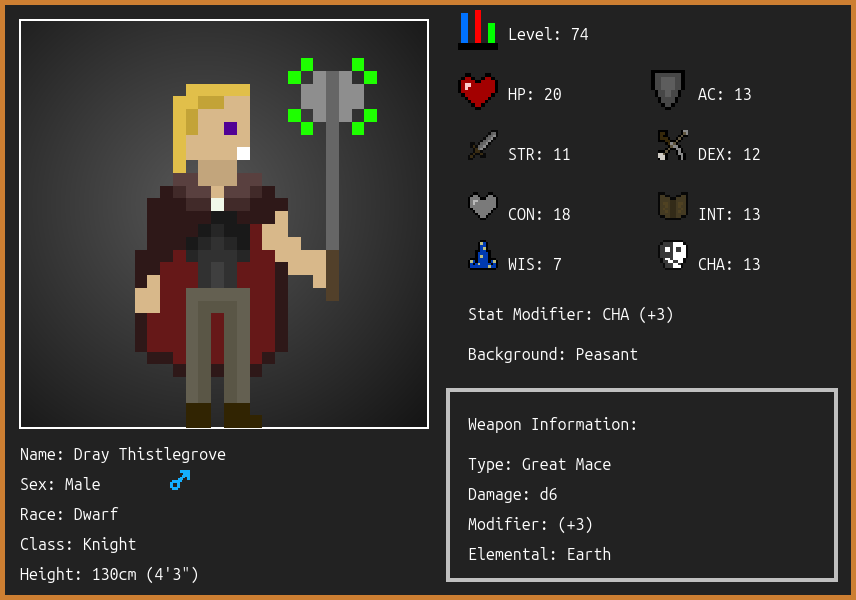 Level: 74
HP: 20
AC: 13
STR: 11
DEX: 12
CON: 18
INT: 13
WIS: 7
CHA: 13
Stat Modifier: CHA (+3)
Background: Peasant
Weapon Information:
Type: Great Mace
Damage: d6
Modifier: (+3)
Elemental: Earth
Name: Dray Thistlegrove
Sex: Male
Race: Dwarf
Class: Knight
Height: 130cm (4'3")